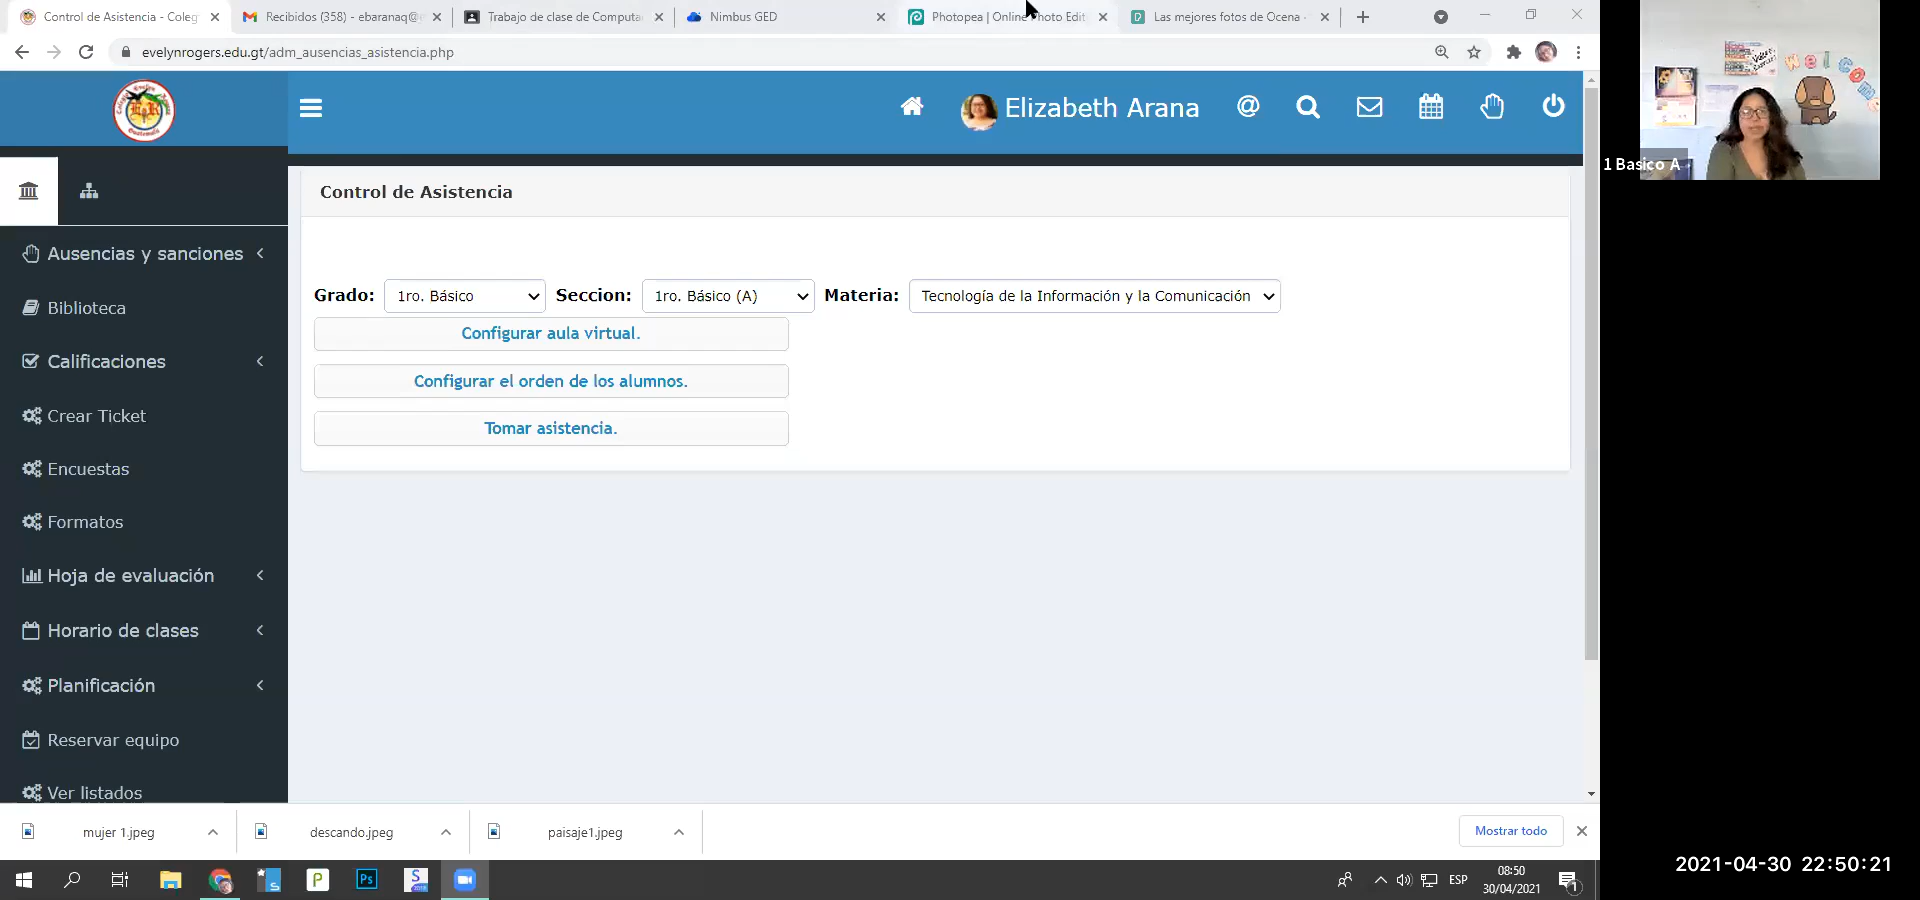 Control de Asistencia - Coleg
Recibidos (358) - ebaranaq@e
Trabajo de clase de Computa
Nimbus GED
Photopea | Online Photo Edit
Las mejores fotos de Ocena -
evelynrogers.edu.gt/adm_ausencias_asistencia.php
Elizabeth Arana
Control de Asistencia
Ausencias y sanciones
Biblioteca
Calificaciones
Crear Ticket
Encuestas
Formatos
Hoja de evaluación
Horario de clases
Planificación
Reservar equipo
Ver listados
Grado: 1ro. Básico Seccion: 1ro. Básico (A) Materia: Tecnología de la Información y la Comunicación
Configurar aula virtual.
Configurar el orden de los alumnos.
Tomar asistencia.
mujer 1.jpeg
descando.jpeg
paisaje1.jpeg
Mostrar todo
ESP
08:50
30/04/2021
1 Basico A
welcome
2021-04-30 22:50:21